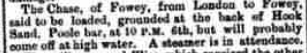 The Chase, of Fowey, from London to Fowey,
said to be loaded, grounded at the back of Hook
Sand, Poole bar, at 10 P.M. 6th, but will probably
come off at high water. A steamer is in attendance